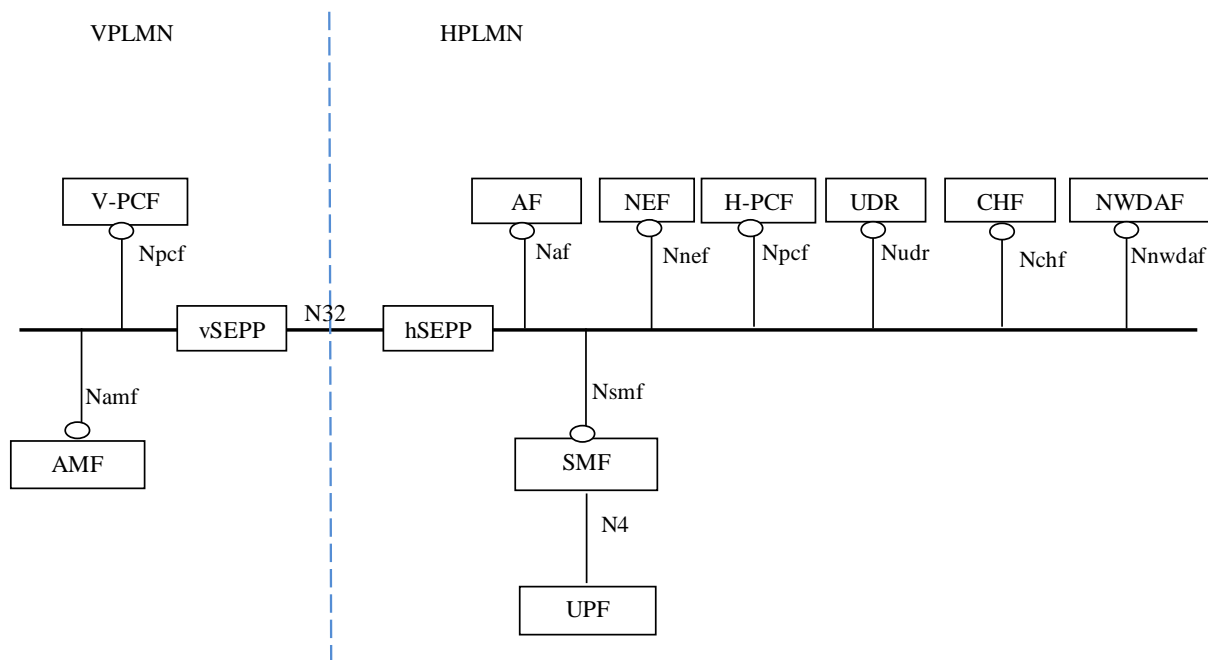 VPLMN HPLMN
V-PCF AF NEF H-PCF UDR CHF NWDAF
Npcf Naf Nnef Npcf Nudr Nchf Nnwdaf
N32
vSEPP hSEPP
Namf Nsmf
AMF SMF
N4
UPF